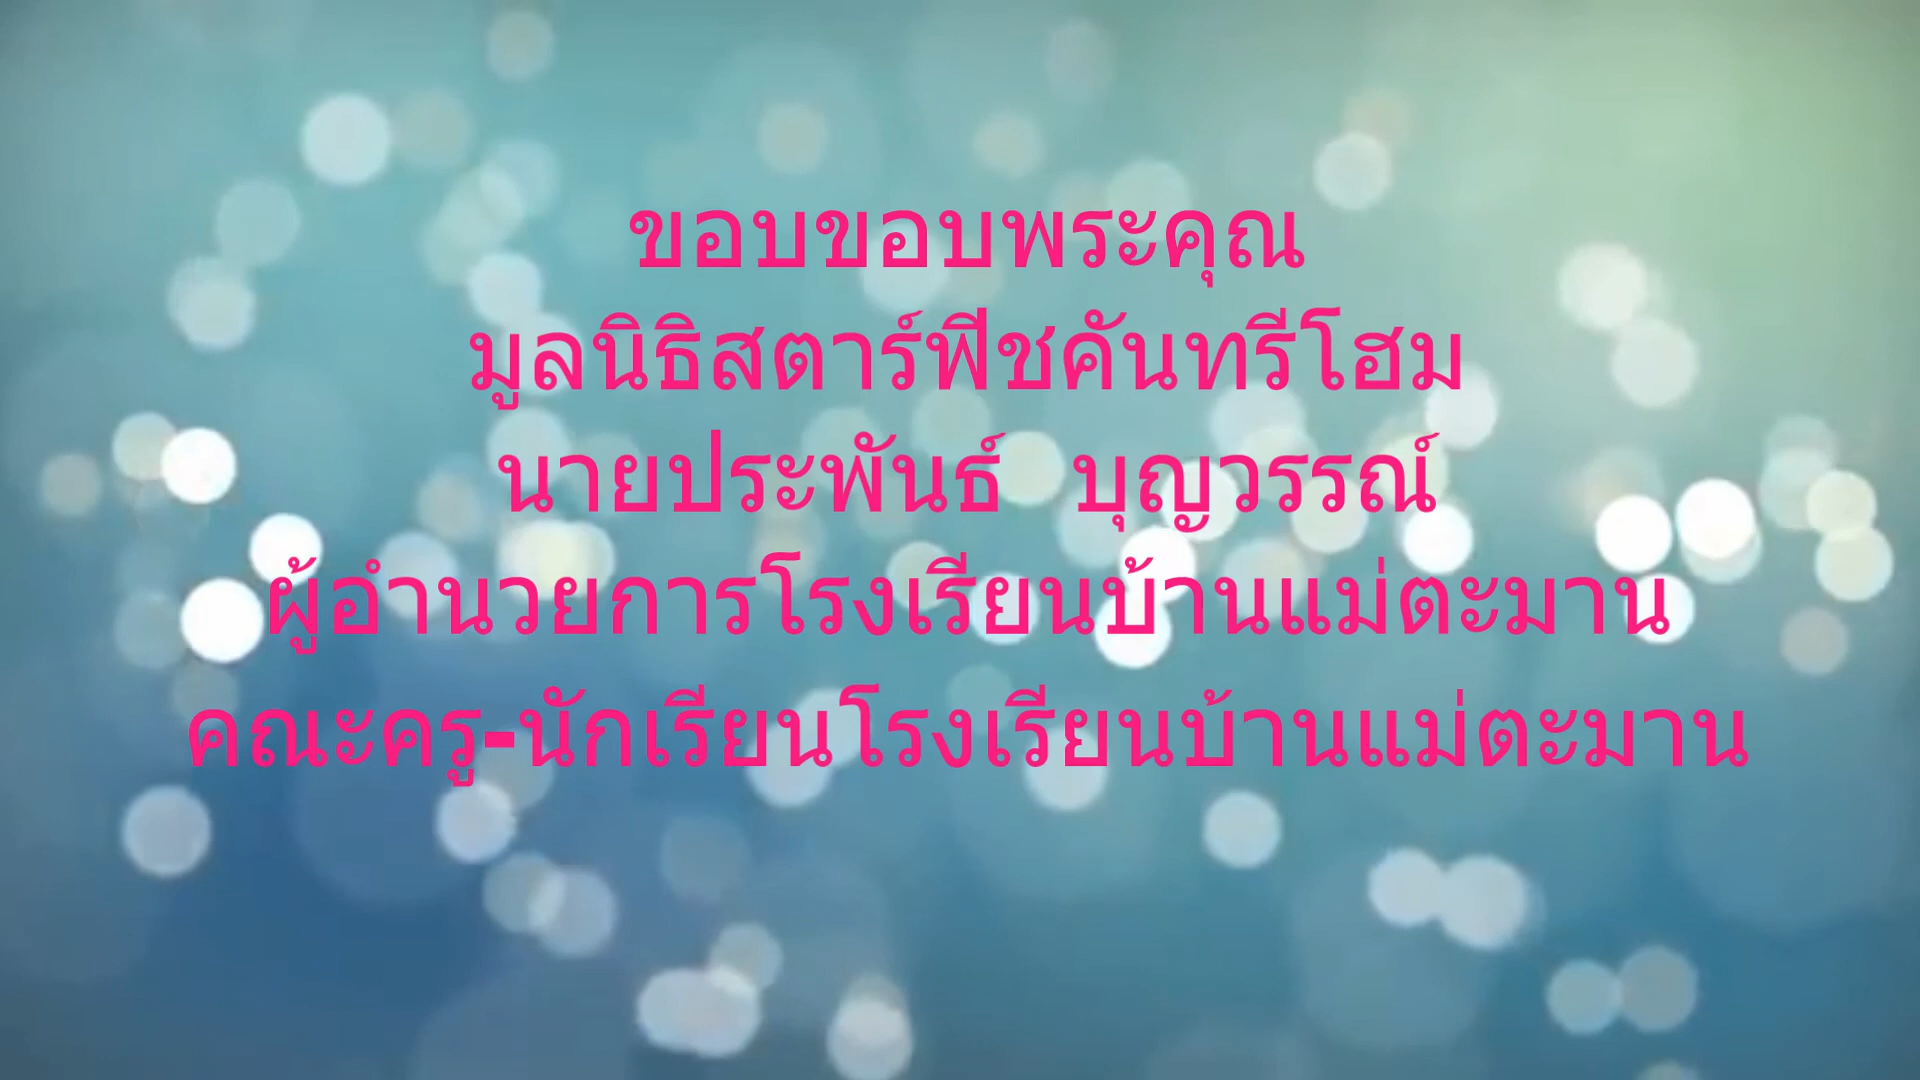 ขอบขอบพระคุณ
มูลนิธิสตาร์ฟีชคันทรีโฮม
นายประพันธ์ บุญวรรณ์
ผู้อำนวยการโรงเรียนบ้านแม่ตะมาน
คณะครู-นักเรียนโรงเรียนบ้านแม่ตะมาน